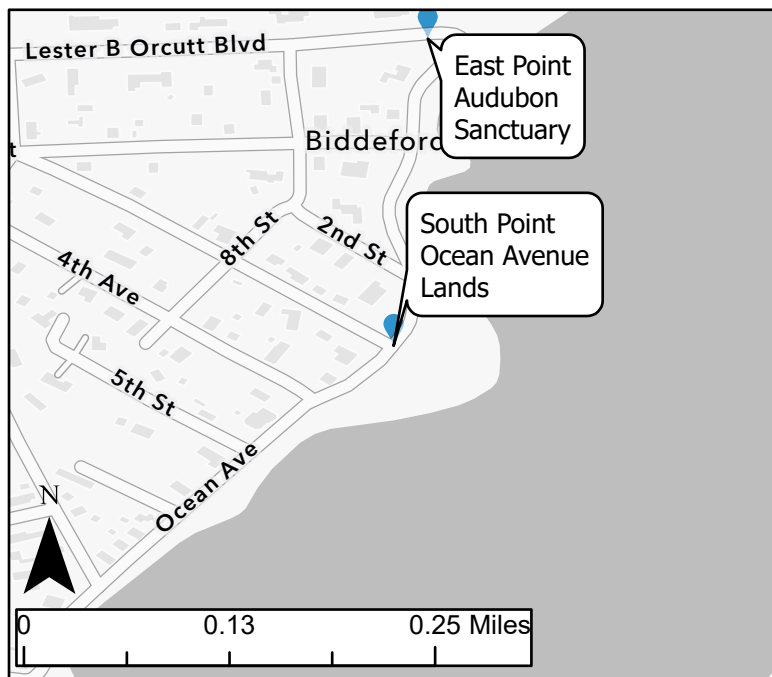 Lester B Orcutt Blvd
East Point
Audubon
Sanctuary
Biddeford
t
South Point
Ocean Avenue
Lands
8th St
2nd St
4th Ave
5th St
Ocean Ave
N
0 0.13 0.25 Miles